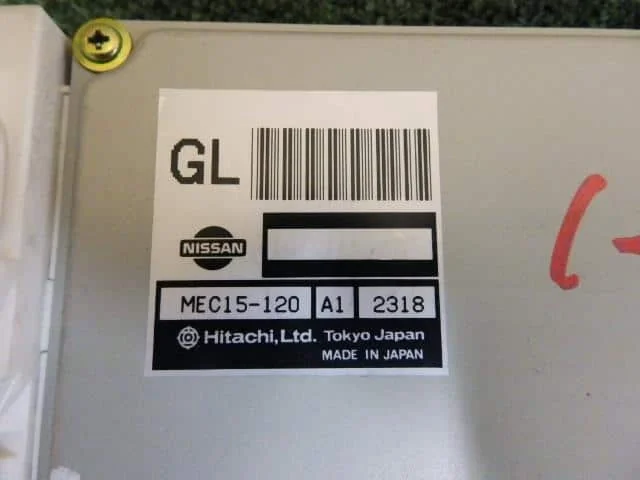 GL
NISSAN
MEC15-120 A1 2318
Hitachi,Ltd. Tokyo Japan
MADE IN JAPAN